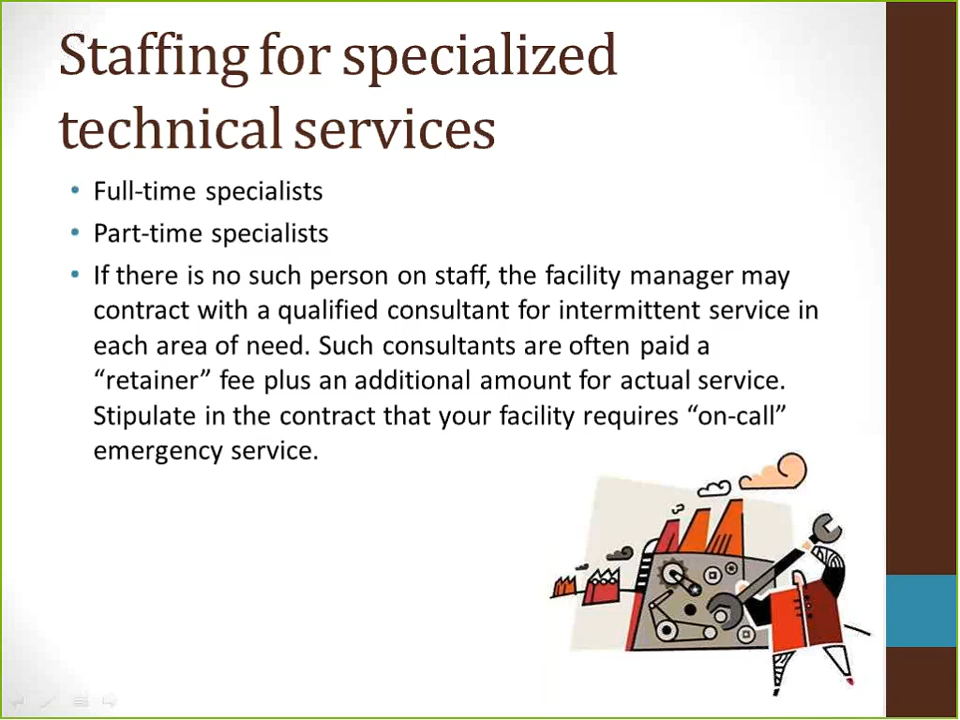 Staffing for specialized
technical services
• Full-time specialists
• Part-time specialists
• If there is no such person on staff, the facility manager may
contract with a qualified consultant for intermittent service in
each area of need. Such consultants are often paid a
“retainer” fee plus an additional amount for actual service.
Stipulate in the contract that your facility requires “on-call”
emergency service.